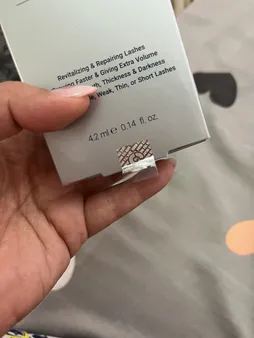 Revitalizing & Repairing Lashes
Growing Faster & Giving Extra Volume
Thickness & Darkness
Weak, Thin, or Short Lashes
4.2 ml ℮ 0.14 fl. oz.